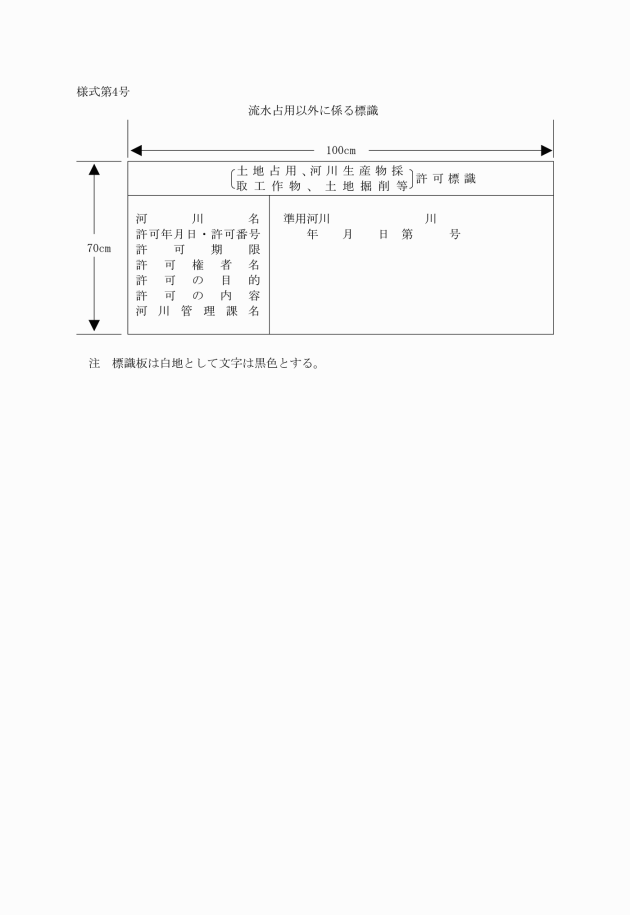 様式第4号
流水占用以外に係る標識
100cm
土地占用、河川生産物採
取工作物、土地掘削等
許可標識
70cm
河川名 準用河川 川
許可年月日・許可番号 年 月 日 第 号
許可期限
許可権者名
許可の目的
許可の内容
河川管理課名
注 標識板は白地として文字は黒色とする。